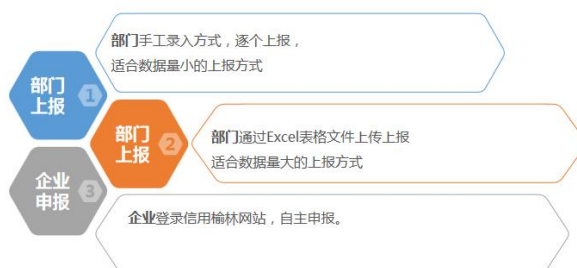 部门手工录入方式，逐个上报，
适合数据量小的上报方式
部门
上报
1
部门
上报
2
部门通过Excel表格文件上传上报
适合数据量大的上报方式
企业
申报
3
企业登录信用榆林网站，自主申报。